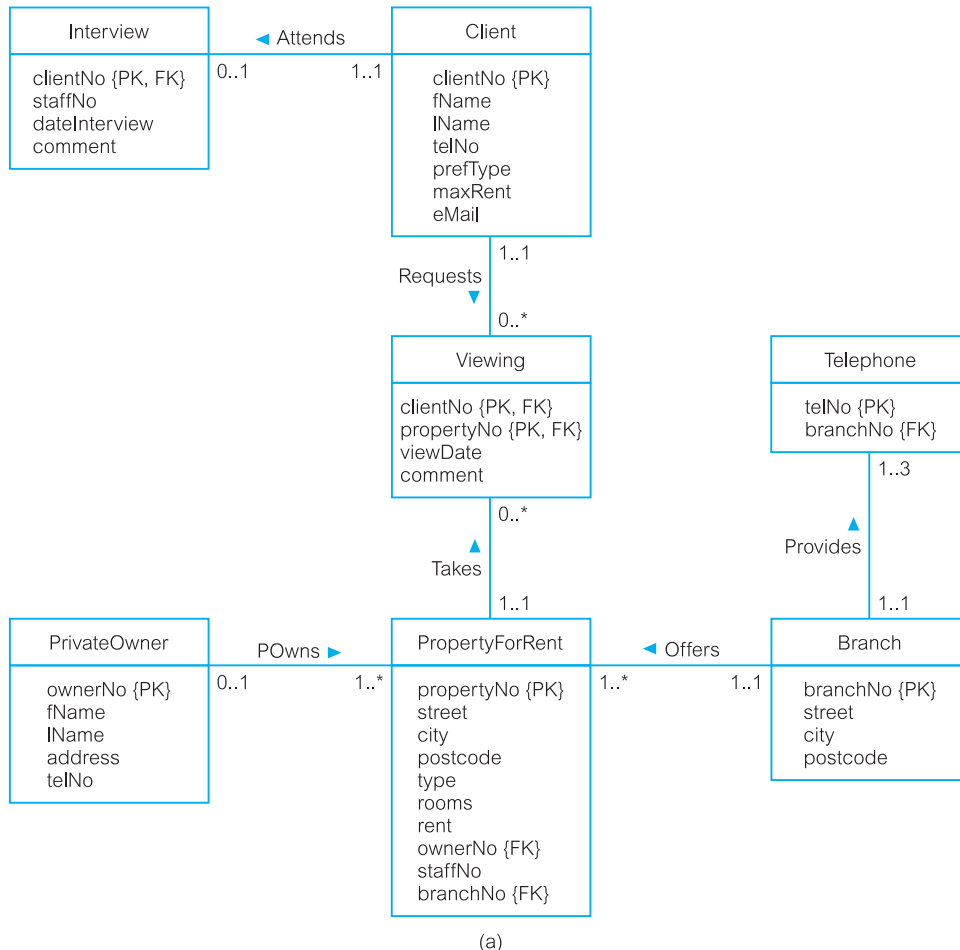 Interview
clientNo {PK, FK}
staffNo
dateInterview
comment
◄ Attends
0..1
1..1
Client
clientNo {PK}
fName
lName
telNo
prefType
maxRent
eMail
1..1
Requests
▼
0..*
Viewing
clientNo {PK, FK}
propertyNo {PK, FK}
viewDate
comment
0..*
▲
Takes
1..1
Telephone
telNo {PK}
branchNo {FK}
1..3
▲
Provides
1..1
PrivateOwner
ownerNo {PK}
fName
lName
address
telNo
POwns ►
0..1
1..*
PropertyForRent
propertyNo {PK}
street
city
postcode
type
rooms
rent
ownerNo {FK}
staffNo
branchNo {FK}
◄ Offers
1..*
1..1
Branch
branchNo {PK}
street
city
postcode
(a)